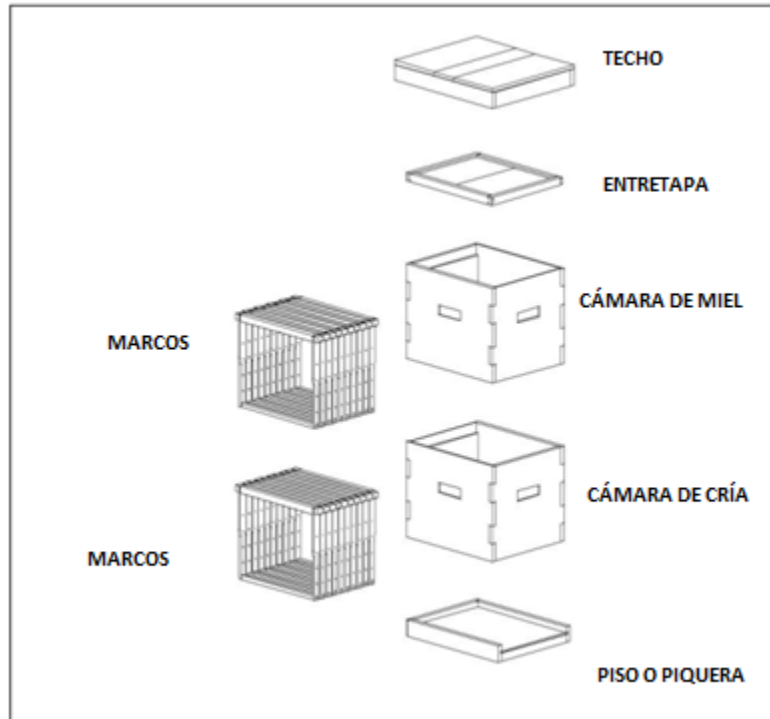 TECHO
ENTRETAPA
CÁMARA DE MIEL
MARCOS
CÁMARA DE CRÍA
MARCOS
PISO O PIQUERA